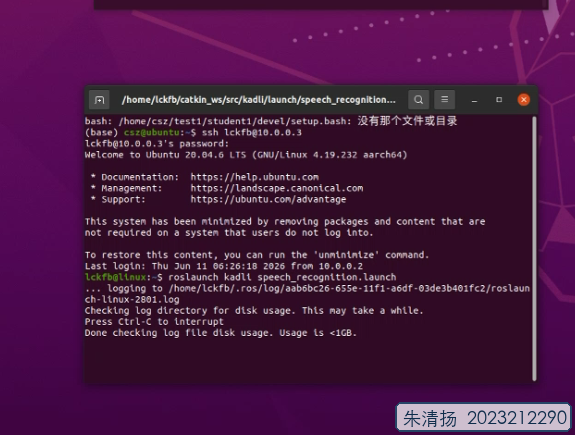 /home/lckfb/catkin_ws/src/kadli/launch/speech_recognition...
bash: /home/csz/test1/student1/devel/setup.bash: 没有那个文件或目录
(base) csz@ubuntu:~$ ssh lckfb@10.0.0.3
lckfb@10.0.0.3's password:
Welcome to Ubuntu 20.04.6 LTS (GNU/Linux 4.19.232 aarch64)
* Documentation: https://help.ubuntu.com
* Management: https://landscape.canonical.com
* Support: https://ubuntu.com/advantage
This system has been minimized by removing packages and content that are
not required on a system that users do not log into.
To restore this content, you can run the 'unminimize' command.
Last login: Thu Jun 11 06:26:18 2026 from 10.0.0.2
lckfb@linux:~$ roslaunch kadli speech_recognition.launch
... logging to /home/lckfb/.ros/log/aab6bc26-655e-11f1-a6df-03de3b401fc2/roslaun
ch-linux-2801.log
Checking log directory for disk usage. This may take a while.
Press Ctrl-C to interrupt
Done checking log file disk usage. Usage is <1GB.
朱清扬 2023212290